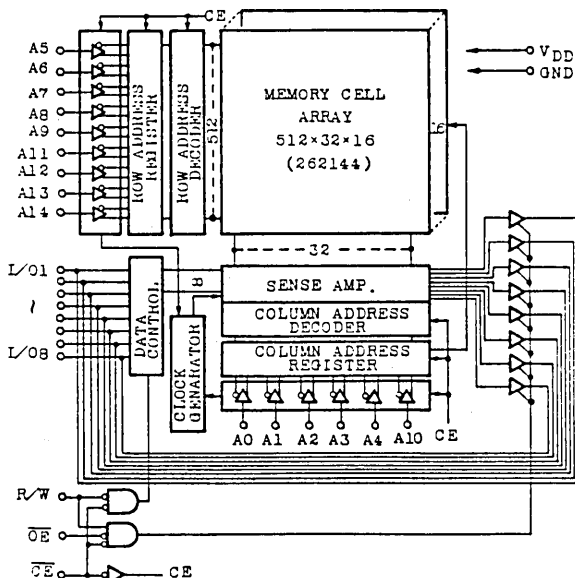 CE
A5
A6
A7
A8
A9
A11
A12
A13
A14
ROW ADDRESS
REGISTER
ROW ADDRESS
DECODER
512
MEMORY CELL
ARRAY
512×32×16
(262144)
16
VDD
GND
32
I/O1
~
I/O8
DATA
CONTROL
8
SENSE AMP.
COLUMN ADDRESS
DECODER
COLUMN ADDRESS
REGISTER
CLOCK
GENARATOR
A0 A1 A2 A3 A4 A10 CE
R/W
OE
CE
CE